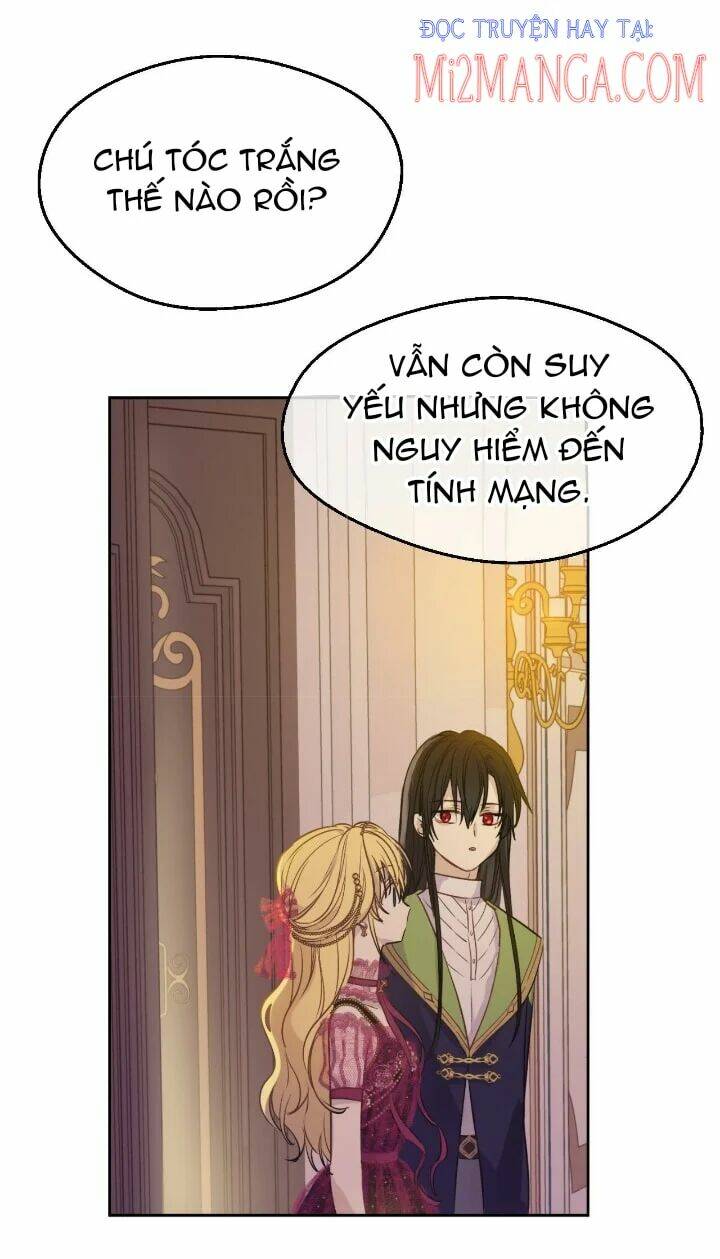 ĐỌC TRUYỆN HAY TẠI:
MI2MANGA.COM
CHÚ TÓC TRẮNG
THẾ NÀO RỒI?
VẪN CÒN SUY
YẾU NHƯNG KHÔNG
NGUY HIỂM ĐẾN
TÍNH MẠNG.